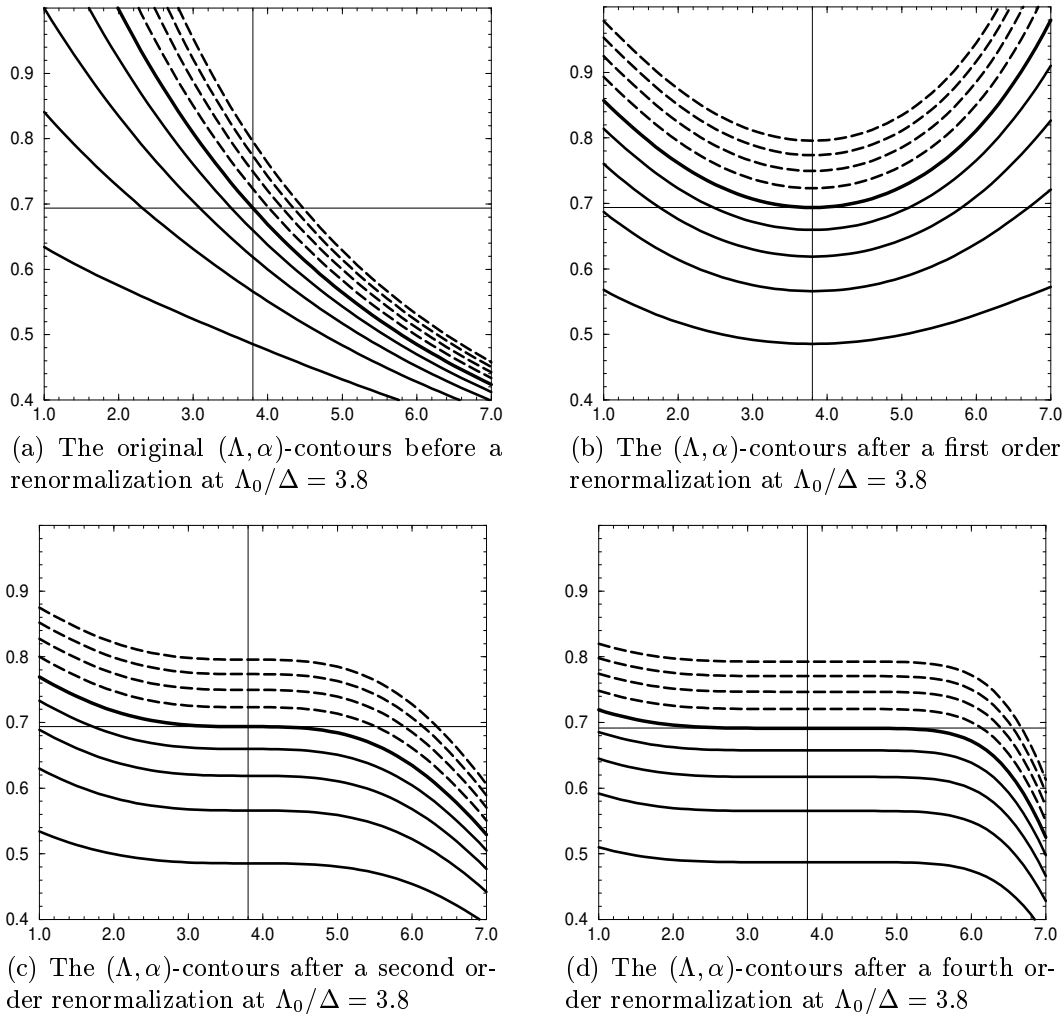 0.9
0.8
0.7
0.6
0.5
0.4
1.0 2.0 3.0 4.0 5.0 6.0 7.0
(a) The original (Λ, α)-contours before a
renormalization at Λ₀/Δ = 3.8
0.9
0.8
0.7
0.6
0.5
0.4
1.0 2.0 3.0 4.0 5.0 6.0 7.0
(b) The (Λ, α)-contours after a first order
renormalization at Λ₀/Δ = 3.8
0.9
0.8
0.7
0.6
0.5
0.4
1.0 2.0 3.0 4.0 5.0 6.0 7.0
(c) The (Λ, α)-contours after a second or-
der renormalization at Λ₀/Δ = 3.8
0.9
0.8
0.7
0.6
0.5
0.4
1.0 2.0 3.0 4.0 5.0 6.0 7.0
(d) The (Λ, α)-contours after a fourth or-
der renormalization at Λ₀/Δ = 3.8